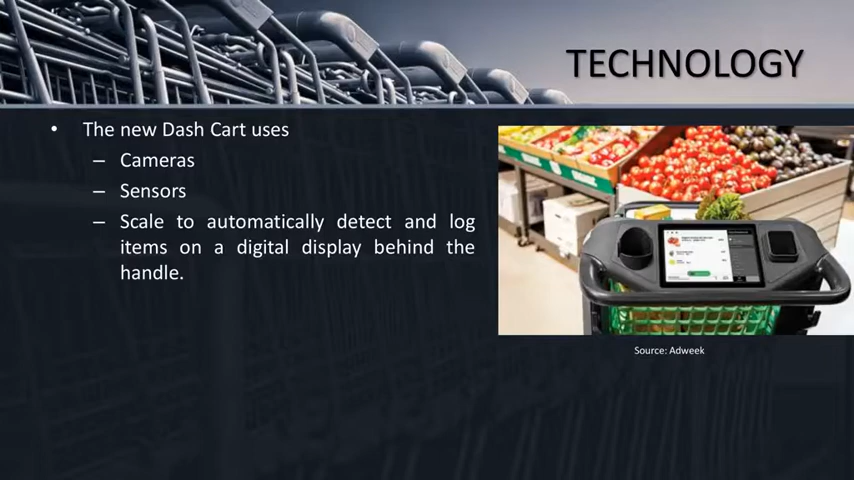 TECHNOLOGY
• The new Dash Cart uses
– Cameras
– Sensors
– Scale to automatically detect and log
items on a digital display behind the
handle.
Source: Adweek